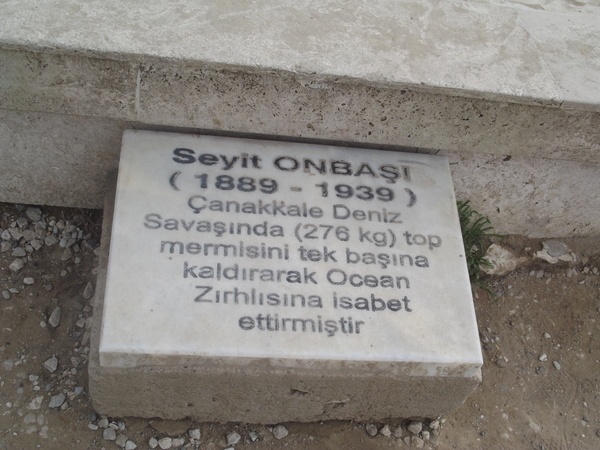 Seyit ONBAŞI
( 1889 - 1939 )
Çanakkale Deniz
Savaşında (276 kg) top
mermisini tek başına
kaldırarak Ocean
Zırhlısına isabet
ettirmiştir